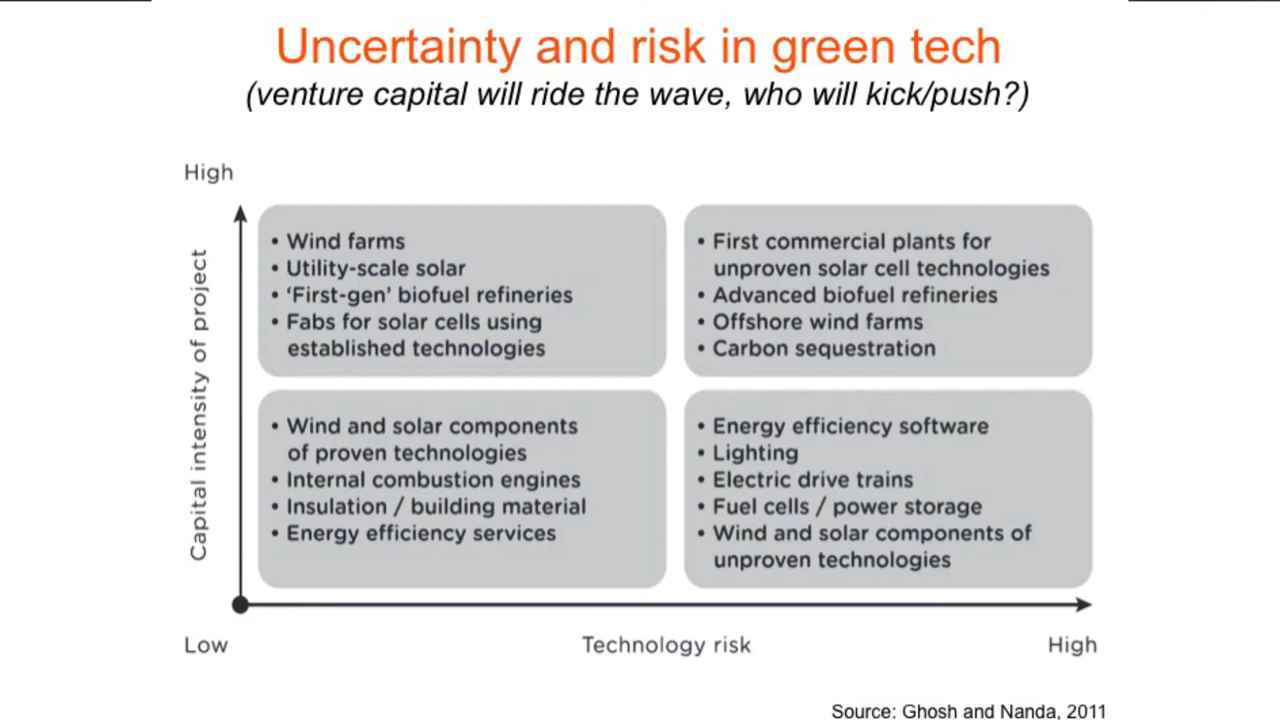 Uncertainty and risk in green tech
(venture capital will ride the wave, who will kick/push?)
High
Capital intensity of project
• Wind farms
• Utility-scale solar
• ‘First-gen’ biofuel refineries
• Fabs for solar cells using
established technologies
• First commercial plants for
unproven solar cell technologies
• Advanced biofuel refineries
• Offshore wind farms
• Carbon sequestration
• Wind and solar components
of proven technologies
• Internal combustion engines
• Insulation / building material
• Energy efficiency services
• Energy efficiency software
• Lighting
• Electric drive trains
• Fuel cells / power storage
• Wind and solar components of
unproven technologies
Low
Technology risk
High
Source: Ghosh and Nanda, 2011